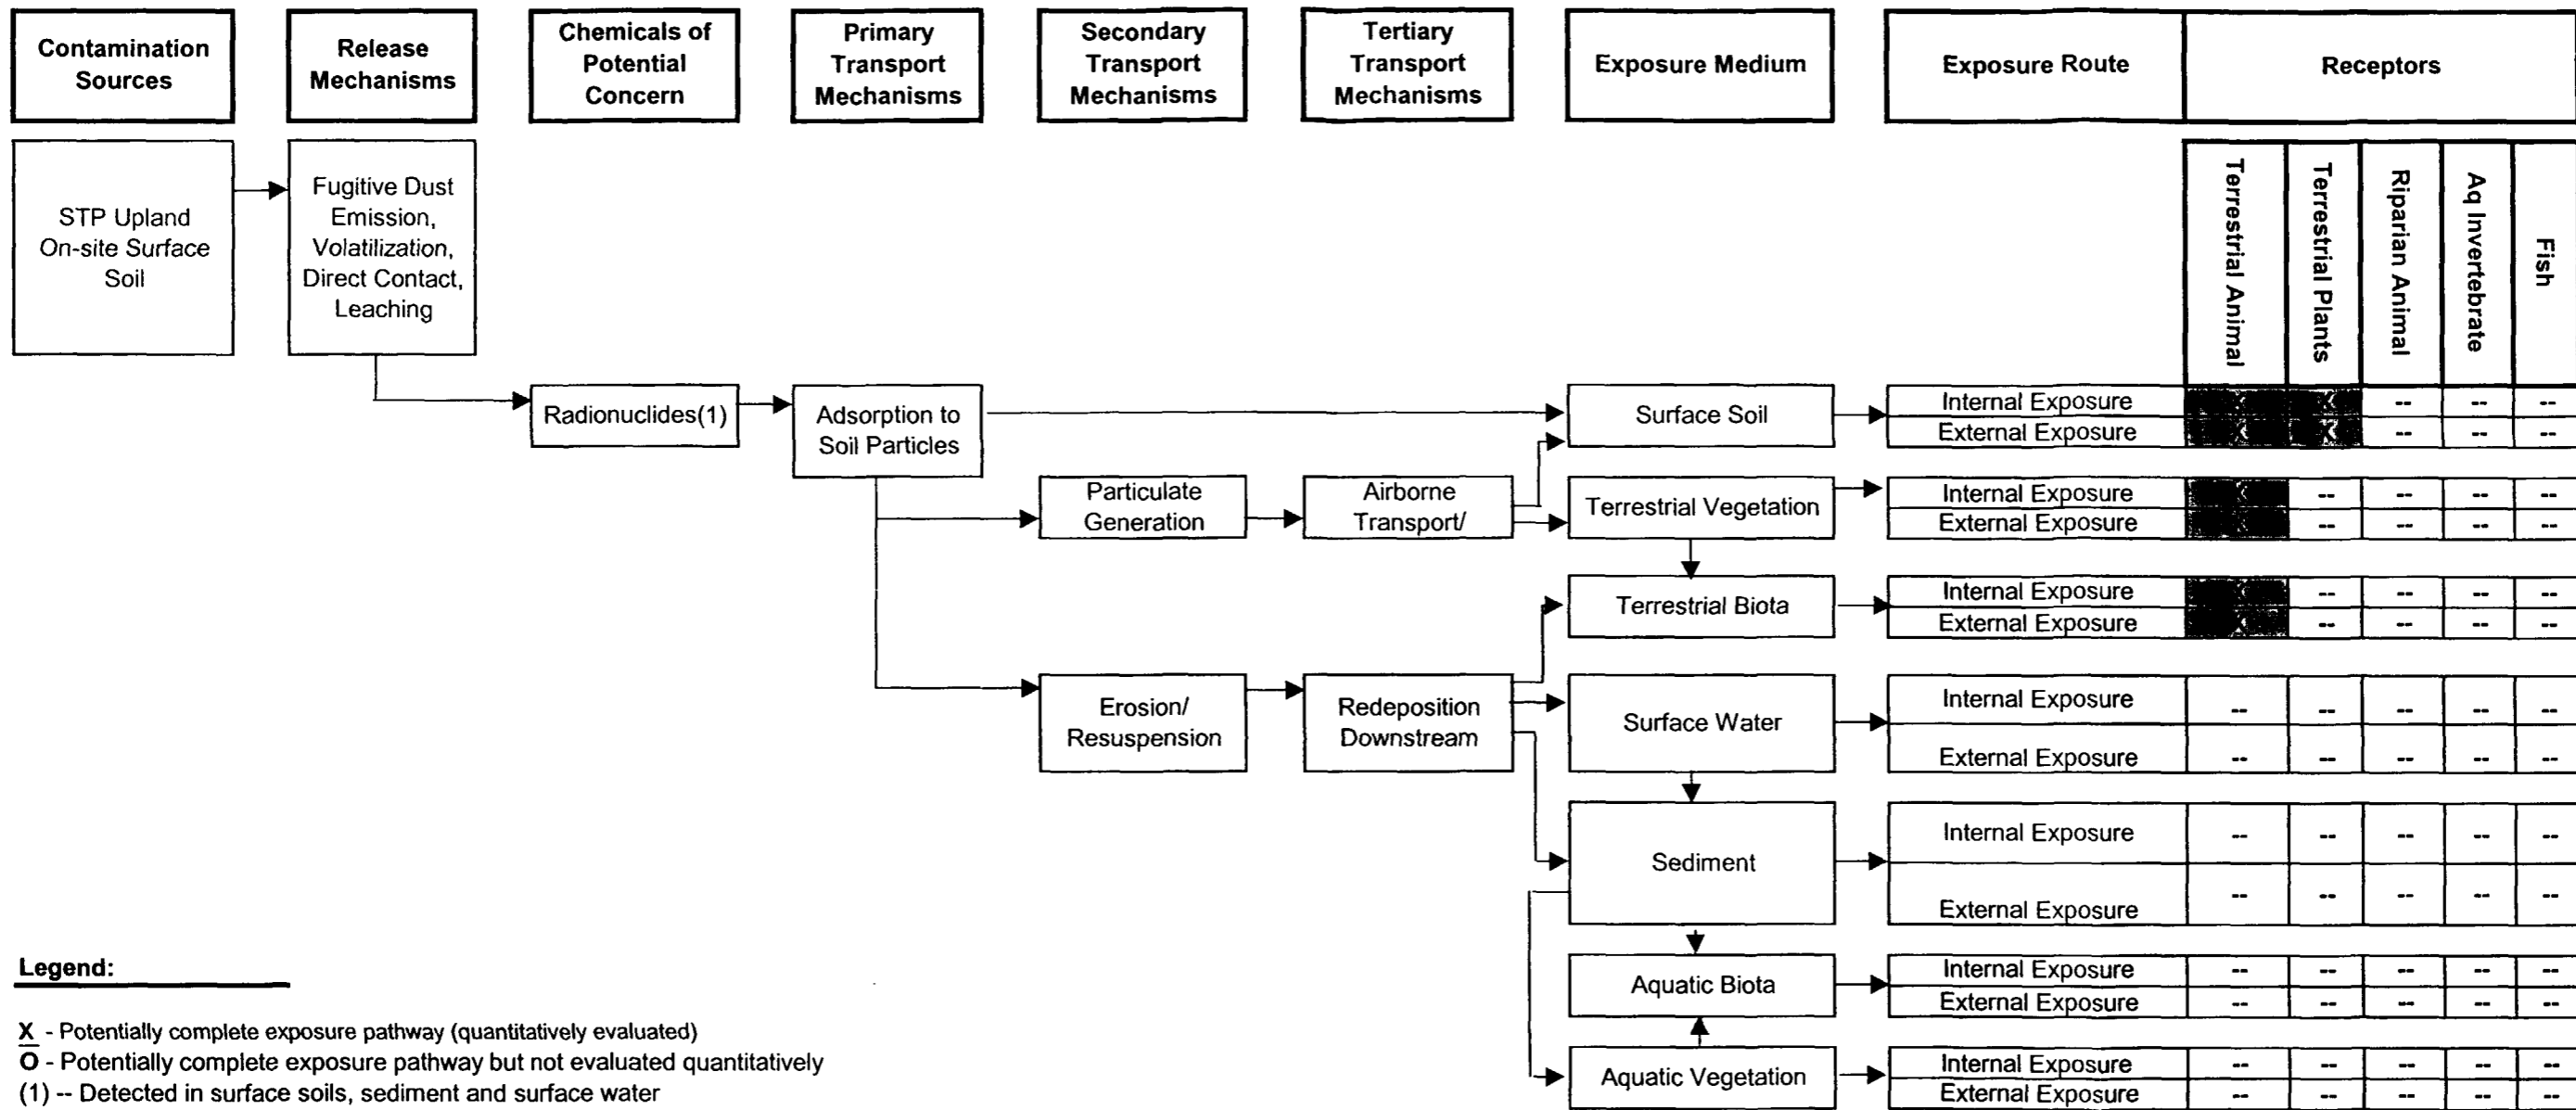 Contamination
Sources
Release
Mechanisms
Chemicals of
Potential
Concern
Primary
Transport
Mechanisms
Secondary
Transport
Mechanisms
Tertiary
Transport
Mechanisms
Exposure Medium
Exposure Route
Receptors
STP Upland
On-site Surface
Soil
Fugitive Dust
Emission,
Volatilization,
Direct Contact,
Leaching
Terrestrial Animal
Terrestrial Plants
Riparian Animal
Aq Invertebrate
Fish
Radionuclides(1)
Adsorption to
Soil Particles
Surface Soil
Internal Exposure X X -- -- --
External Exposure X X -- -- --
Particulate
Generation
Airborne
Transport/
Terrestrial Vegetation
Internal Exposure X -- -- -- --
External Exposure X -- -- -- --
Terrestrial Biota
Internal Exposure X -- -- -- --
External Exposure X -- -- -- --
Erosion/
Resuspension
Redeposition
Downstream
Surface Water
Internal Exposure -- -- -- -- --
External Exposure -- -- -- -- --
Sediment
Internal Exposure -- -- -- -- --
External Exposure -- -- -- -- --
Aquatic Biota
Internal Exposure -- -- -- -- --
External Exposure -- -- -- -- --
Aquatic Vegetation
Internal Exposure -- -- -- -- --
External Exposure -- -- -- -- --
Legend:
X - Potentially complete exposure pathway (quantitatively evaluated)
O - Potentially complete exposure pathway but not evaluated quantitatively
(1) -- Detected in surface soils, sediment and surface water